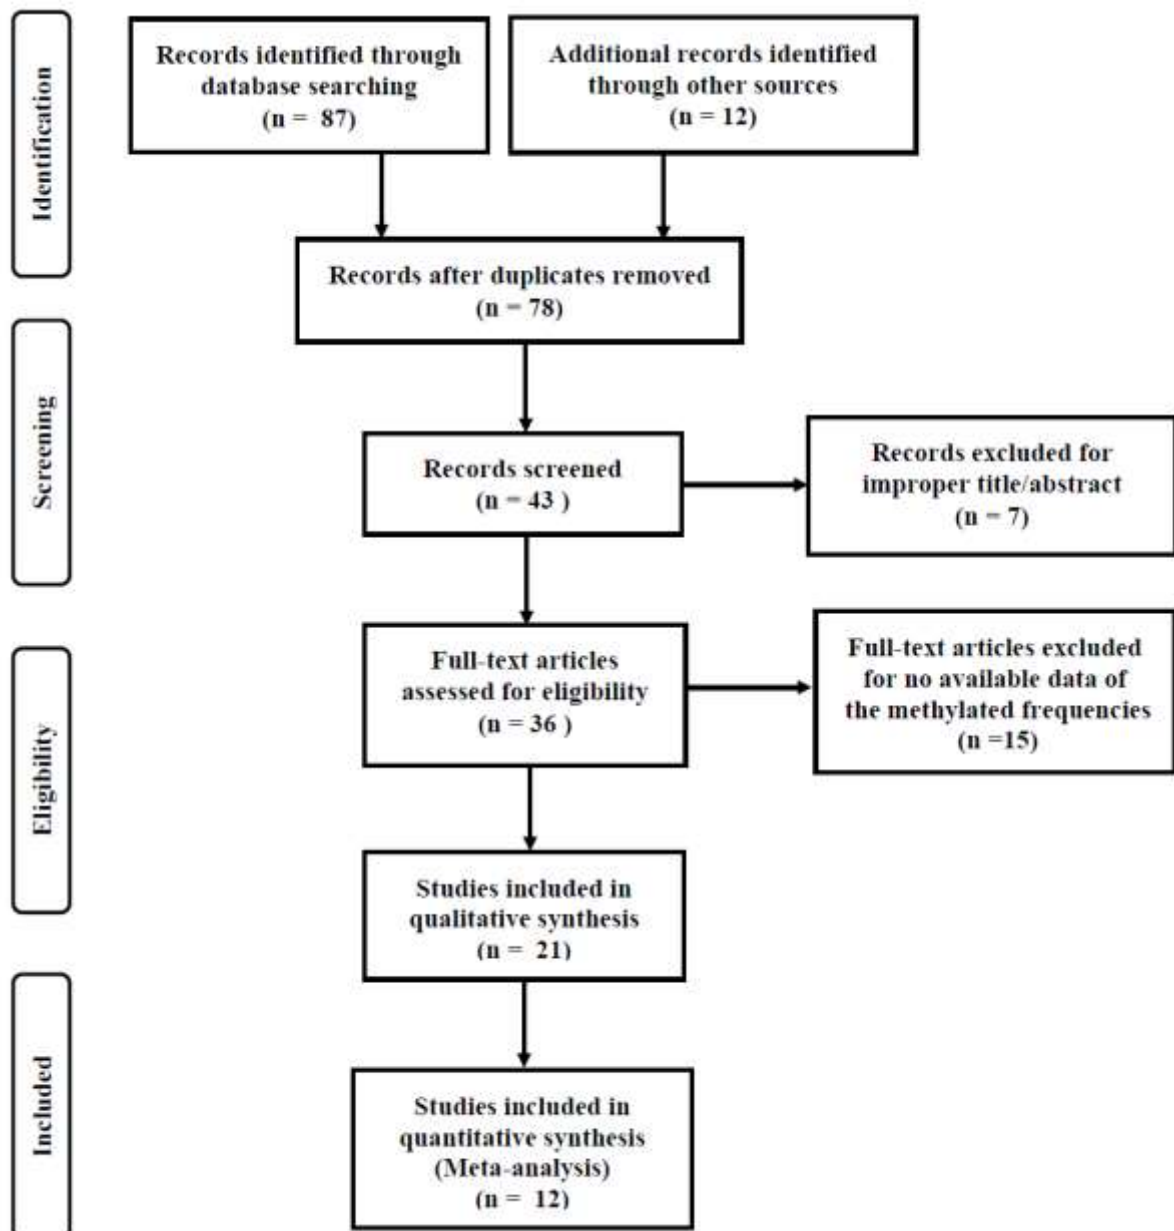 Identification
Records identified through
database searching
(n = 87)
Additional records identified
through other sources
(n = 12)
Records after duplicates removed
(n = 78)
Screening
Records screened
(n = 43 )
Records excluded for
improper title/abstract
(n = 7)
Eligibility
Full-text articles
assessed for eligibility
(n = 36 )
Full-text articles excluded
for no available data of
the methylated frequencies
(n =15)
Studies included in
qualitative synthesis
(n = 21)
Included
Studies included in
quantitative synthesis
(Meta-analysis)
(n = 12)